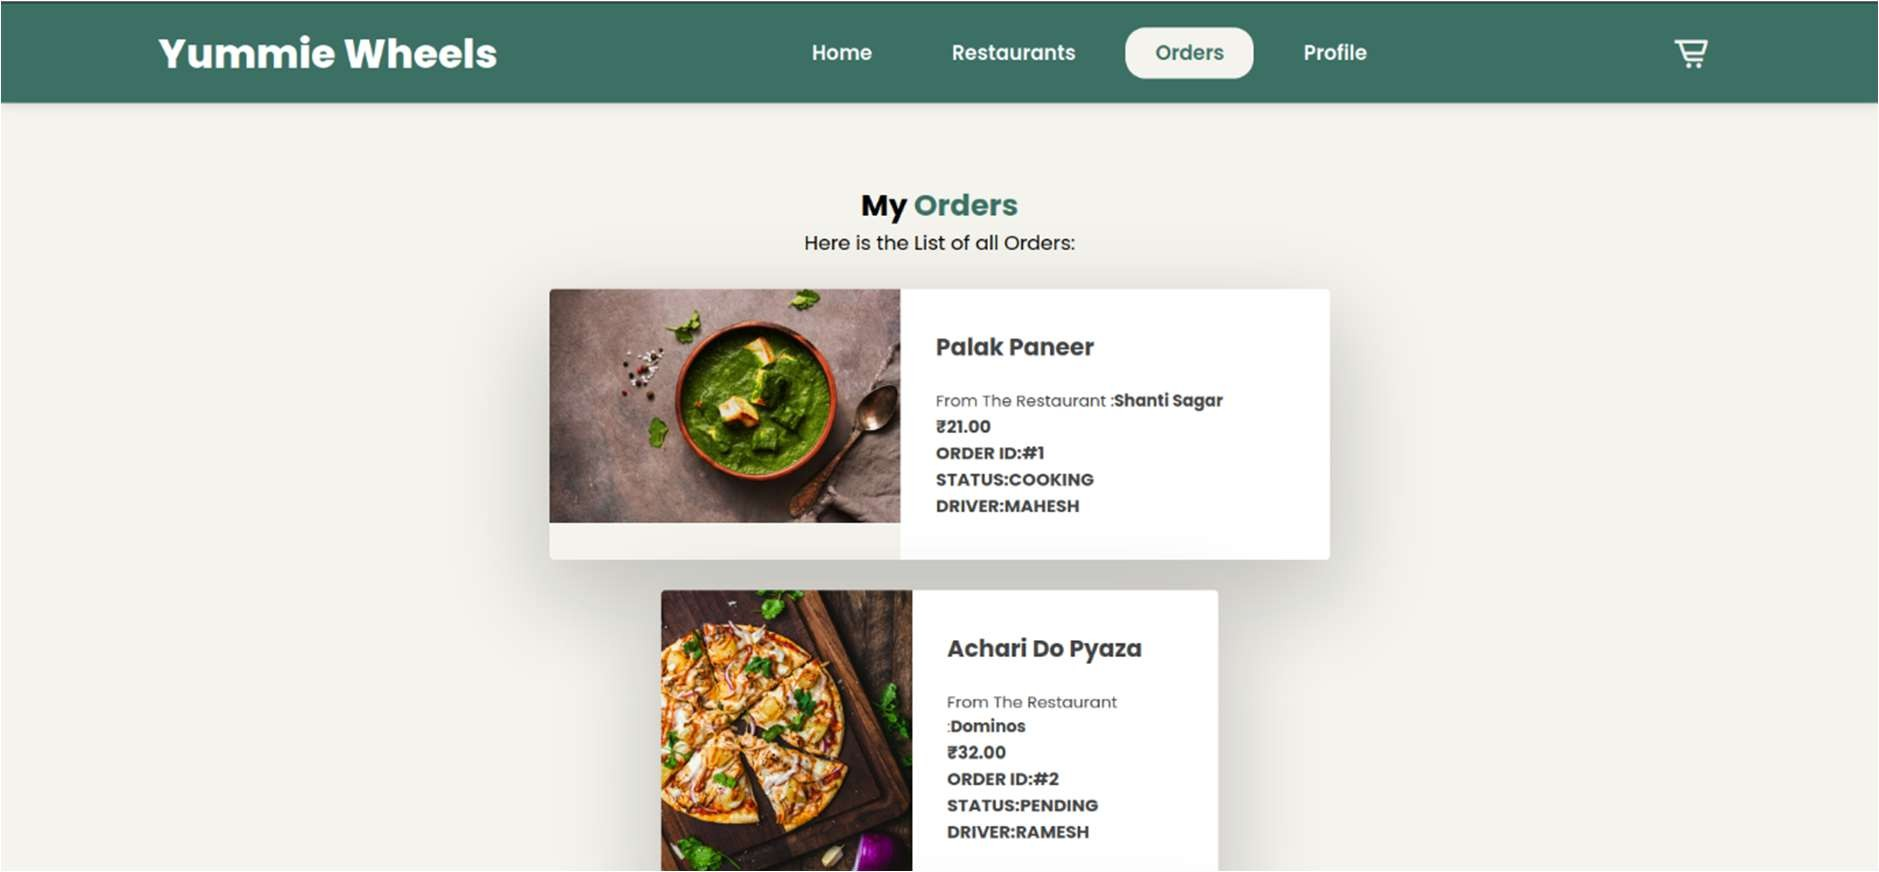 Yummie Wheels
Home
Restaurants
Orders
Profile
My Orders
Here is the List of all Orders:
Palak Paneer
From The Restaurant :Shanti Sagar
₹21.00
ORDER ID:#1
STATUS:COOKING
DRIVER:MAHESH
Achari Do Pyaza
From The Restaurant
:Dominos
₹32.00
ORDER ID:#2
STATUS:PENDING
DRIVER:RAMESH